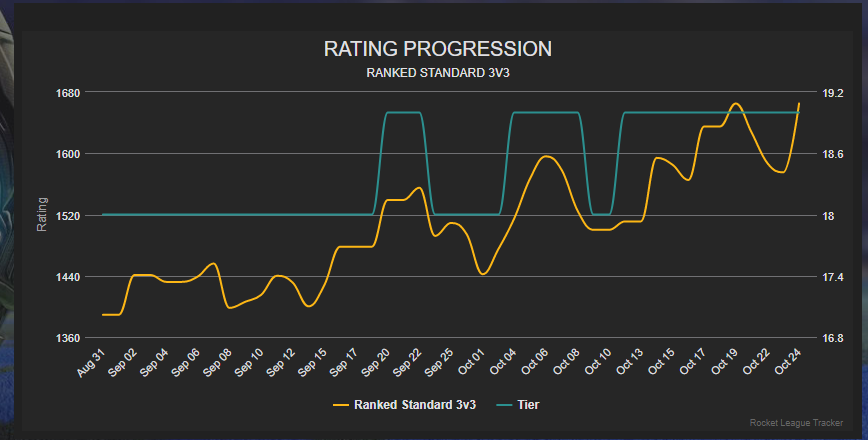 RATING PROGRESSION
RANKED STANDARD 3V3
1680
1600
1520
1440
1360
Rating
19.2
18.6
18
17.4
16.8
Aug 31
Sep 02
Sep 04
Sep 06
Sep 08
Sep 10
Sep 12
Sep 15
Sep 17
Sep 20
Sep 22
Sep 25
Oct 01
Oct 04
Oct 06
Oct 08
Oct 10
Oct 13
Oct 15
Oct 17
Oct 19
Oct 22
Oct 24
Ranked Standard 3v3 Tier
Rocket League Tracker